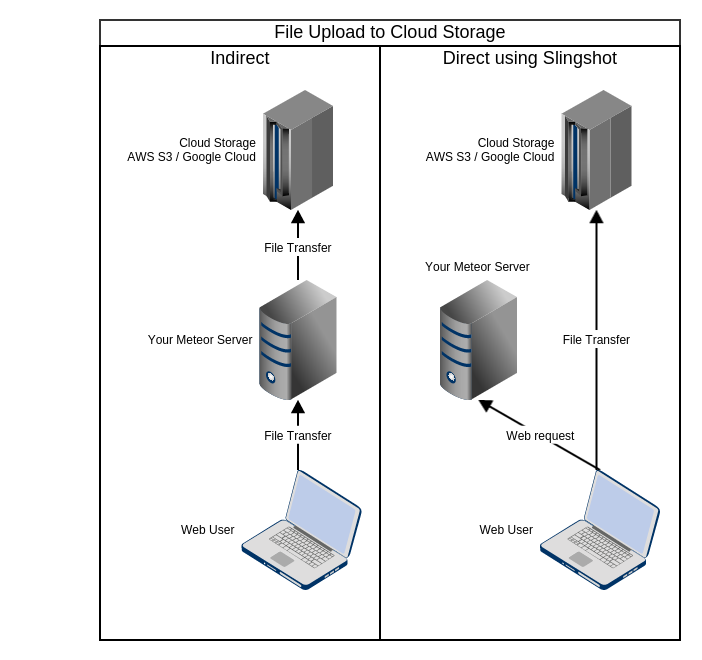 File Upload to Cloud Storage
Indirect
Cloud Storage
AWS S3 / Google Cloud
File Transfer
Your Meteor Server
File Transfer
Web User
Direct using Slingshot
Cloud Storage
AWS S3 / Google Cloud
Your Meteor Server
File Transfer
Web request
Web User